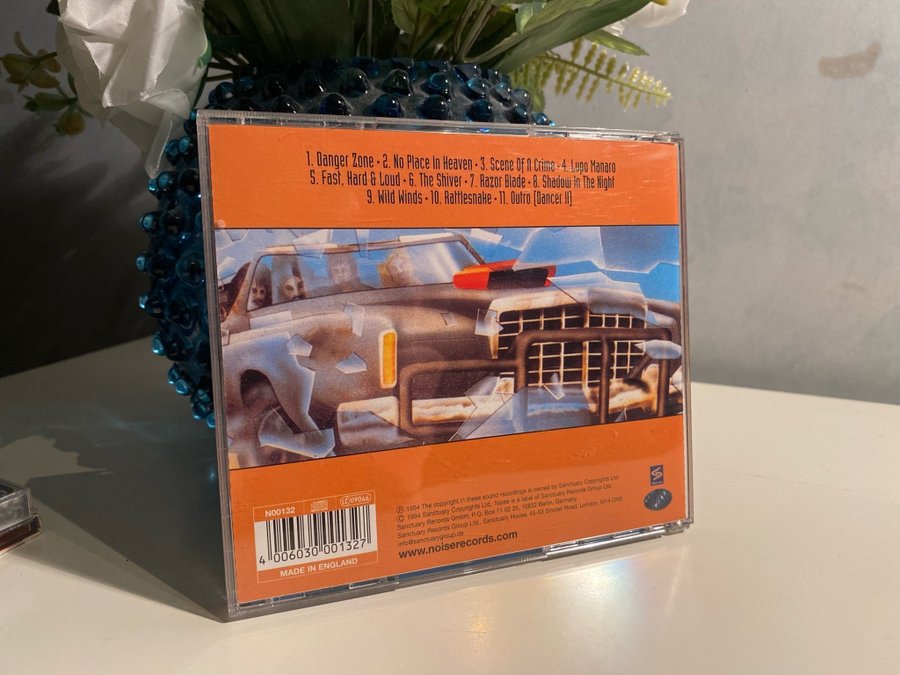 1. Danger Zone • 2. No Place In Heaven • 3. Scene Of A Crime • 4. Lupo Manaro
5. Fast, Hard & Loud • 6. The Shiver • 7. Razor Blade • 8. Shadow In The Night
9. Wild Winds • 10. Rattlesnake • 11. Outro [Dancer II]
N00132
LC 09066
4 006030 001327
MADE IN ENGLAND
℗ 1994 The copyright in these sound recordings is owned by Sanctuary Copyrights Ltd.
© 1994 Sanctuary Copyrights Ltd. Noise is a label of Sanctuary Records Group Ltd.
Sanctuary Records GmbH, P.O. Box 11 02 26, 10832 Berlin, Germany.
Sanctuary Records Group Ltd., Sanctuary House, 45-53 Sinclair Road, London, W14 0NS
info@sanctuarygroup.de
www.noiserecords.com